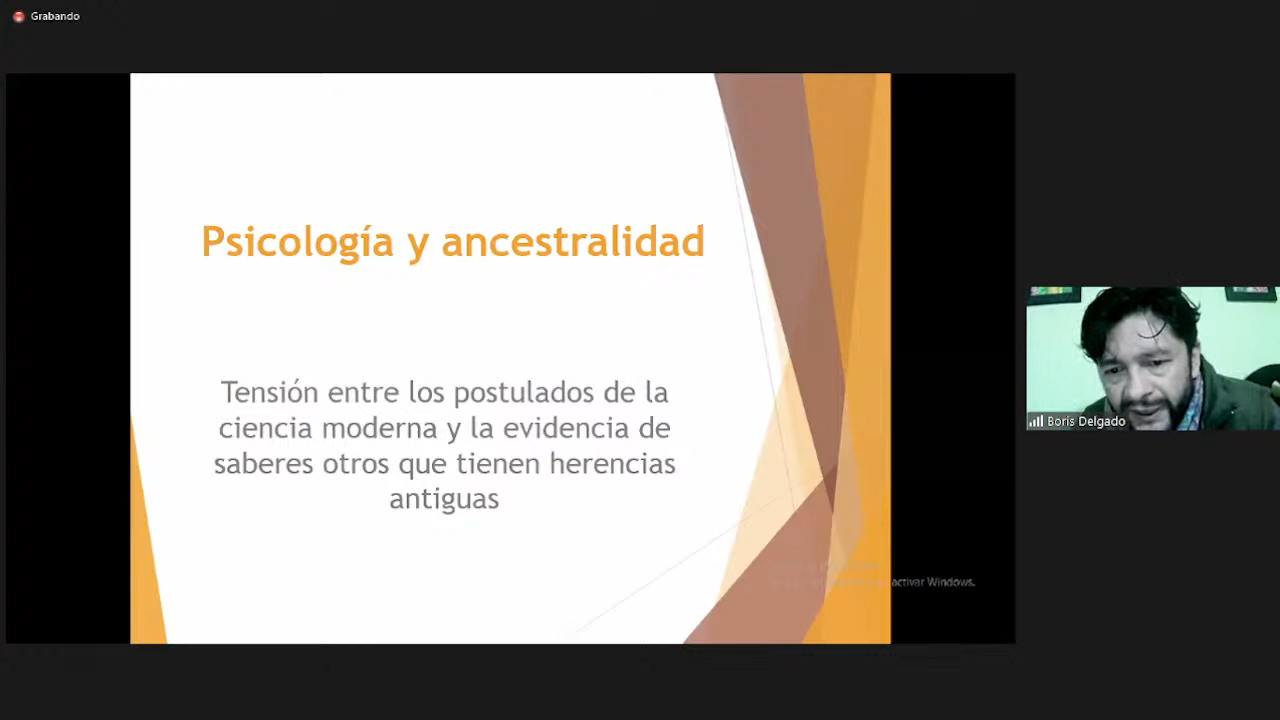 Grabando
Psicología y ancestralidad
Tensión entre los postulados de la
ciencia moderna y la evidencia de
saberes otros que tienen herencias
antiguas
activar Windows.
Boris Delgado